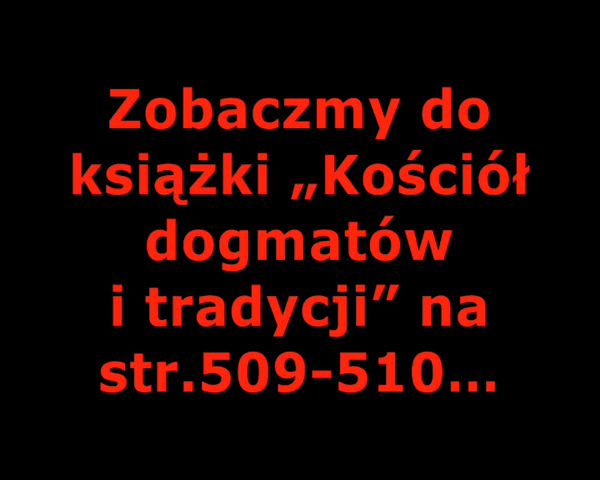 Zobaczmy do
książki „Kościół
dogmatów
i tradycji” na
str.509-510...